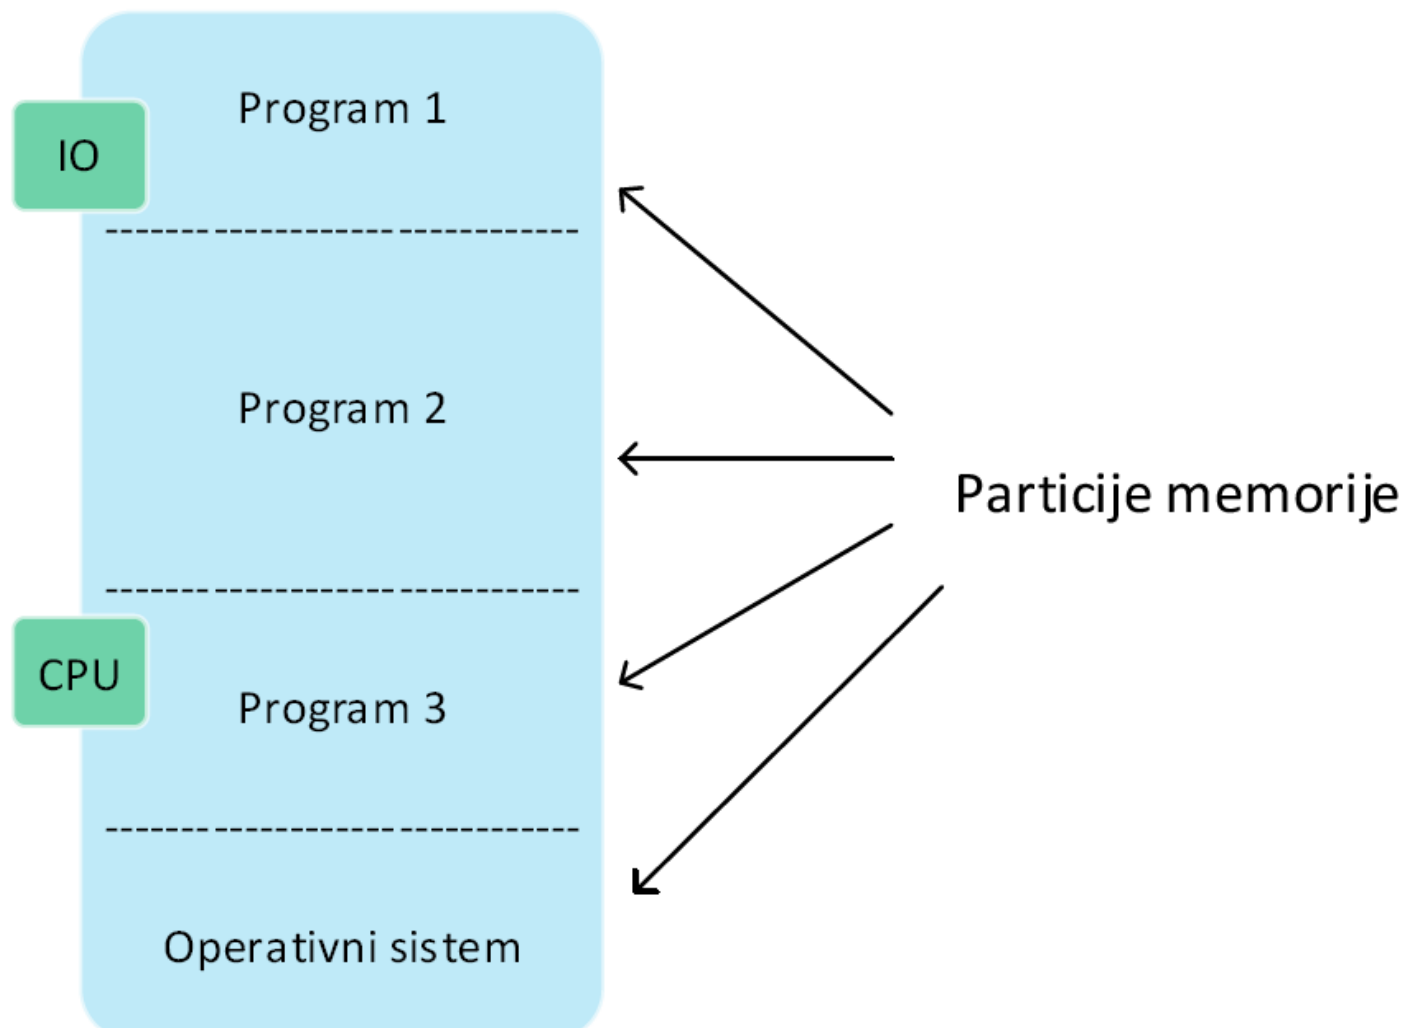 Program 1
IO
Program 2
Particije memorije
CPU
Program 3
Operativni sistem